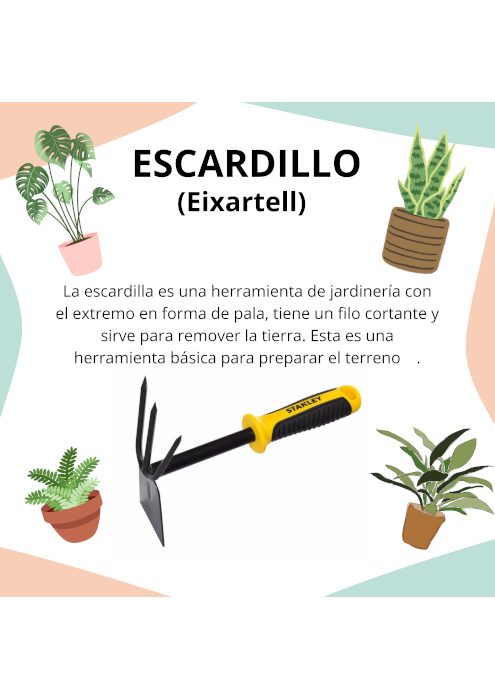 ESCARDILLO
(Eixartell)
La escardilla es una herramienta de jardinería con
el extremo en forma de pala, tiene un filo cortante y
sirve para remover la tierra. Esta es una
herramienta básica para preparar el terreno .
STANLEY